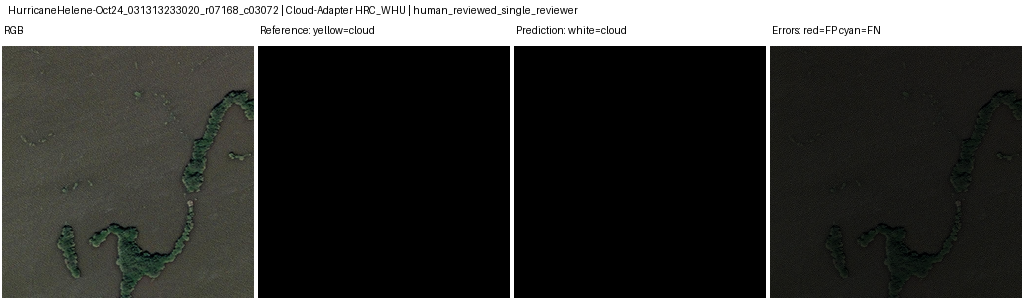 HurricaneHelene-Oct24_031313233020_r07168_c03072 | Cloud-Adapter HRC_WHU | human_reviewed_single_reviewer
RGB
Reference: yellow=cloud
Prediction: white=cloud
Errors: red=FP cyan=FN